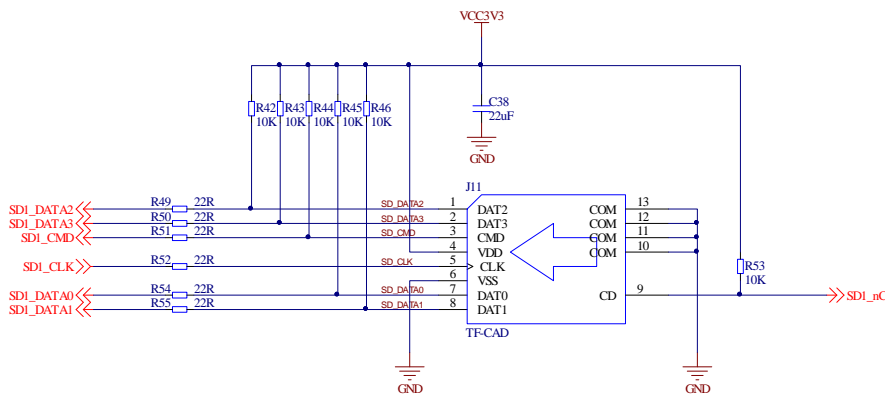 VCC3V3
R42 R43 R44 R45 R46
10K 10K 10K 10K 10K
C38
22uF
GND
J11
SD1_DATA2 R49 22R SD_DATA2 1 DAT2 COM 13
SD1_DATA3 R50 22R SD_DATA3 2 DAT3 COM 12
SD1_CMD R51 22R SD_CMD 3 CMD COM 11
4 VDD COM 10
SD1_CLK R52 22R SD_CLK 5 CLK
R53
10K
6 VSS
SD1_DATA0 R54 22R SD_DATA0 7 DAT0 CD 9 SD1_nC
SD1_DATA1 R55 22R SD_DATA1 8 DAT1
TF-CAD
GND GND